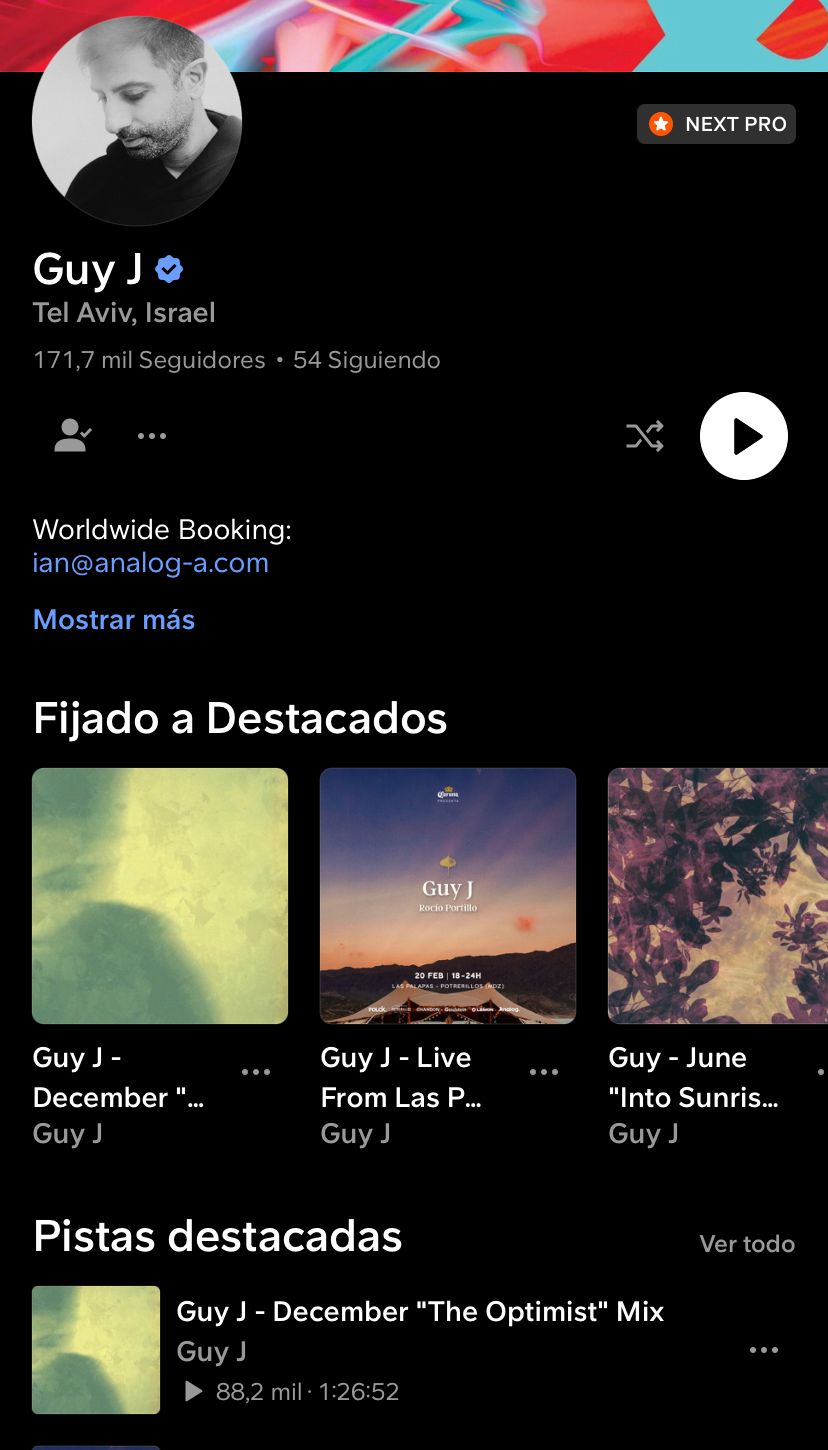 NEXT PRO
Guy J
Tel Aviv, Israel
171,7 mil Seguidores • 54 Siguiendo
Worldwide Booking:
ian@analog-a.com
Mostrar más
Fijado a Destacados
Corona
PRESENTA
Guy J
Rocío Portillo
20 FEB | 18-24H
LAS PALAPAS - POTRERILLOS (MDZ)
Guy J -
December "...
Guy J
Guy J - Live
From Las P...
Guy J
Guy - June
"Into Sunris...
Guy J
Pistas destacadas
Ver todo
Guy J - December "The Optimist" Mix
Guy J
88,2 mil · 1:26:52